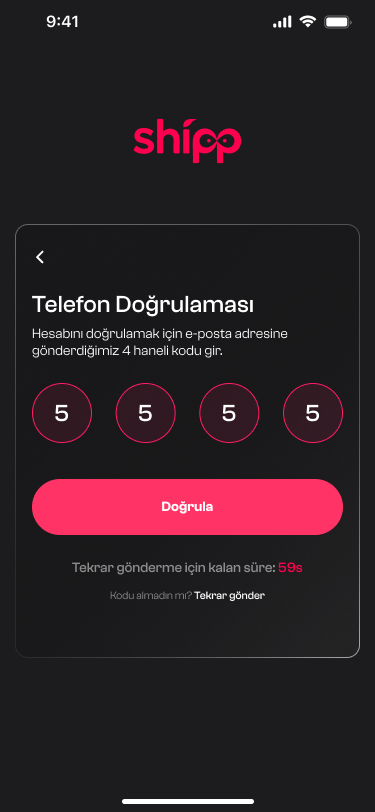 9:41
shipp
Telefon Doğrulaması
Hesabını doğrulamak için e-posta adresine
gönderdiğimiz 4 haneli kodu gir.
5 5 5 5
Doğrula
Tekrar gönderme için kalan süre: 59s
Kodu almadın mı? Tekrar gönder